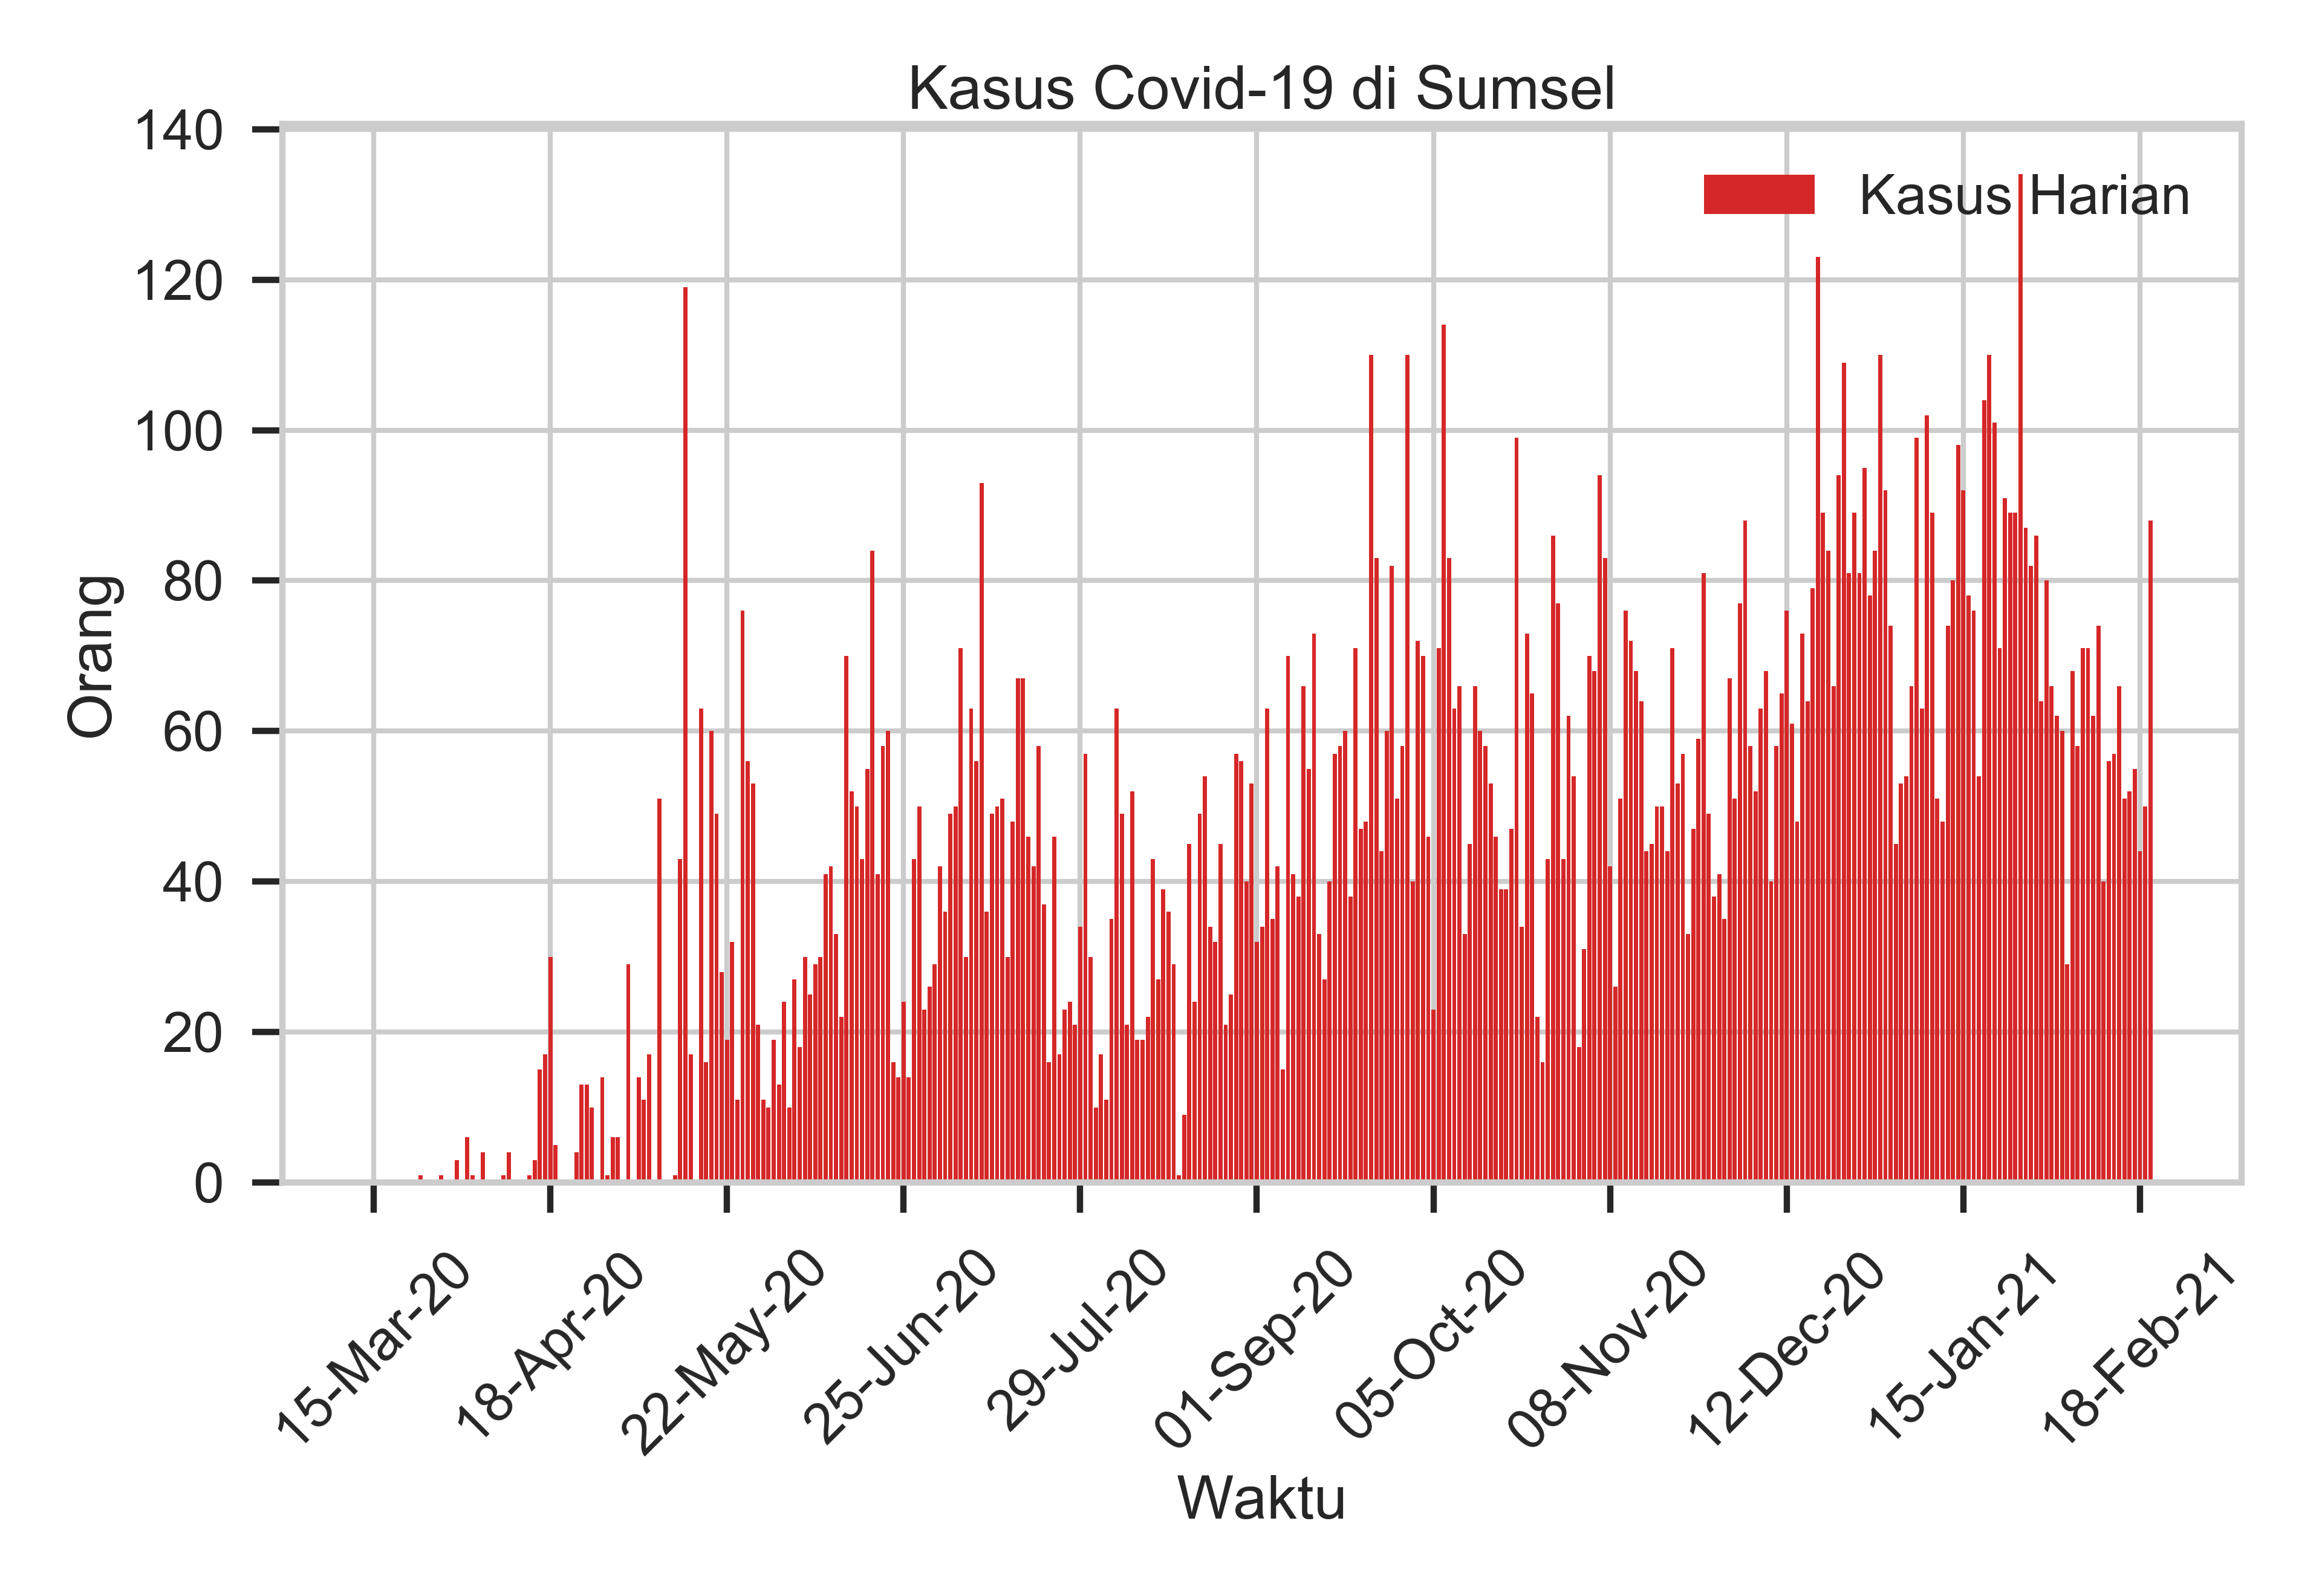 Kasus Covid-19 di Sumsel
140
120
100
80
60
40
20
0
Orang
Kasus Harian
15-Mar-20
18-Apr-20
22-May-20
25-Jun-20
29-Jul-20
01-Sep-20
05-Oct-20
08-Nov-20
12-Dec-20
15-Jan-21
18-Feb-21
Waktu